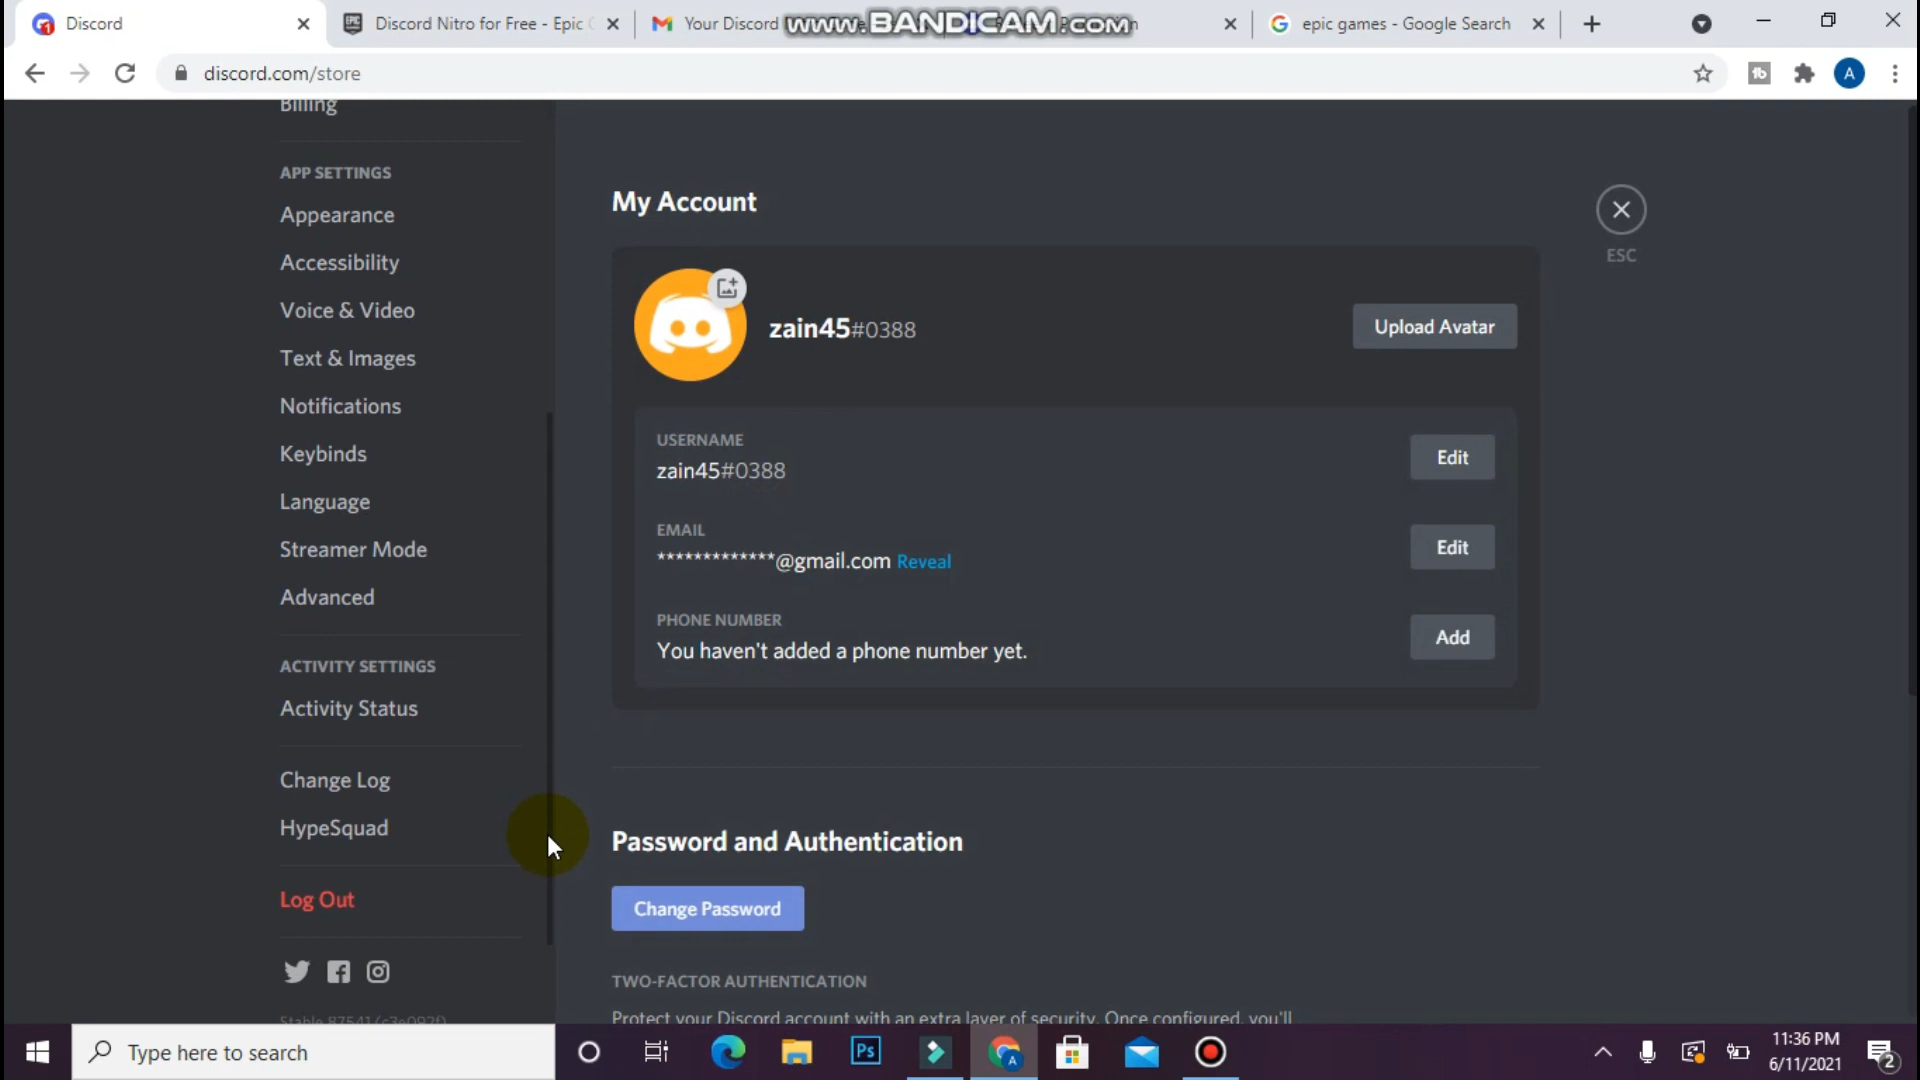 Discord
Discord Nitro for Free - Epic
Your Discord
www.BANDICAM.com
epic games - Google Search
discord.com/store
A
Billing
APP SETTINGS
Appearance
Accessibility
Voice & Video
Text & Images
Notifications
Keybinds
Language
Streamer Mode
Advanced
ACTIVITY SETTINGS
Activity Status
Change Log
HypeSquad
Log Out
Stable 87541 (c3e092f)
My Account
ESC
zain45#0388
Upload Avatar
USERNAME
zain45#0388
Edit
EMAIL
*************@gmail.com Reveal
Edit
PHONE NUMBER
You haven't added a phone number yet.
Add
Password and Authentication
Change Password
TWO-FACTOR AUTHENTICATION
Protect your Discord account with an extra layer of security. Once configured, you'll
Type here to search
Ps
A
11:36 PM
6/11/2021
2